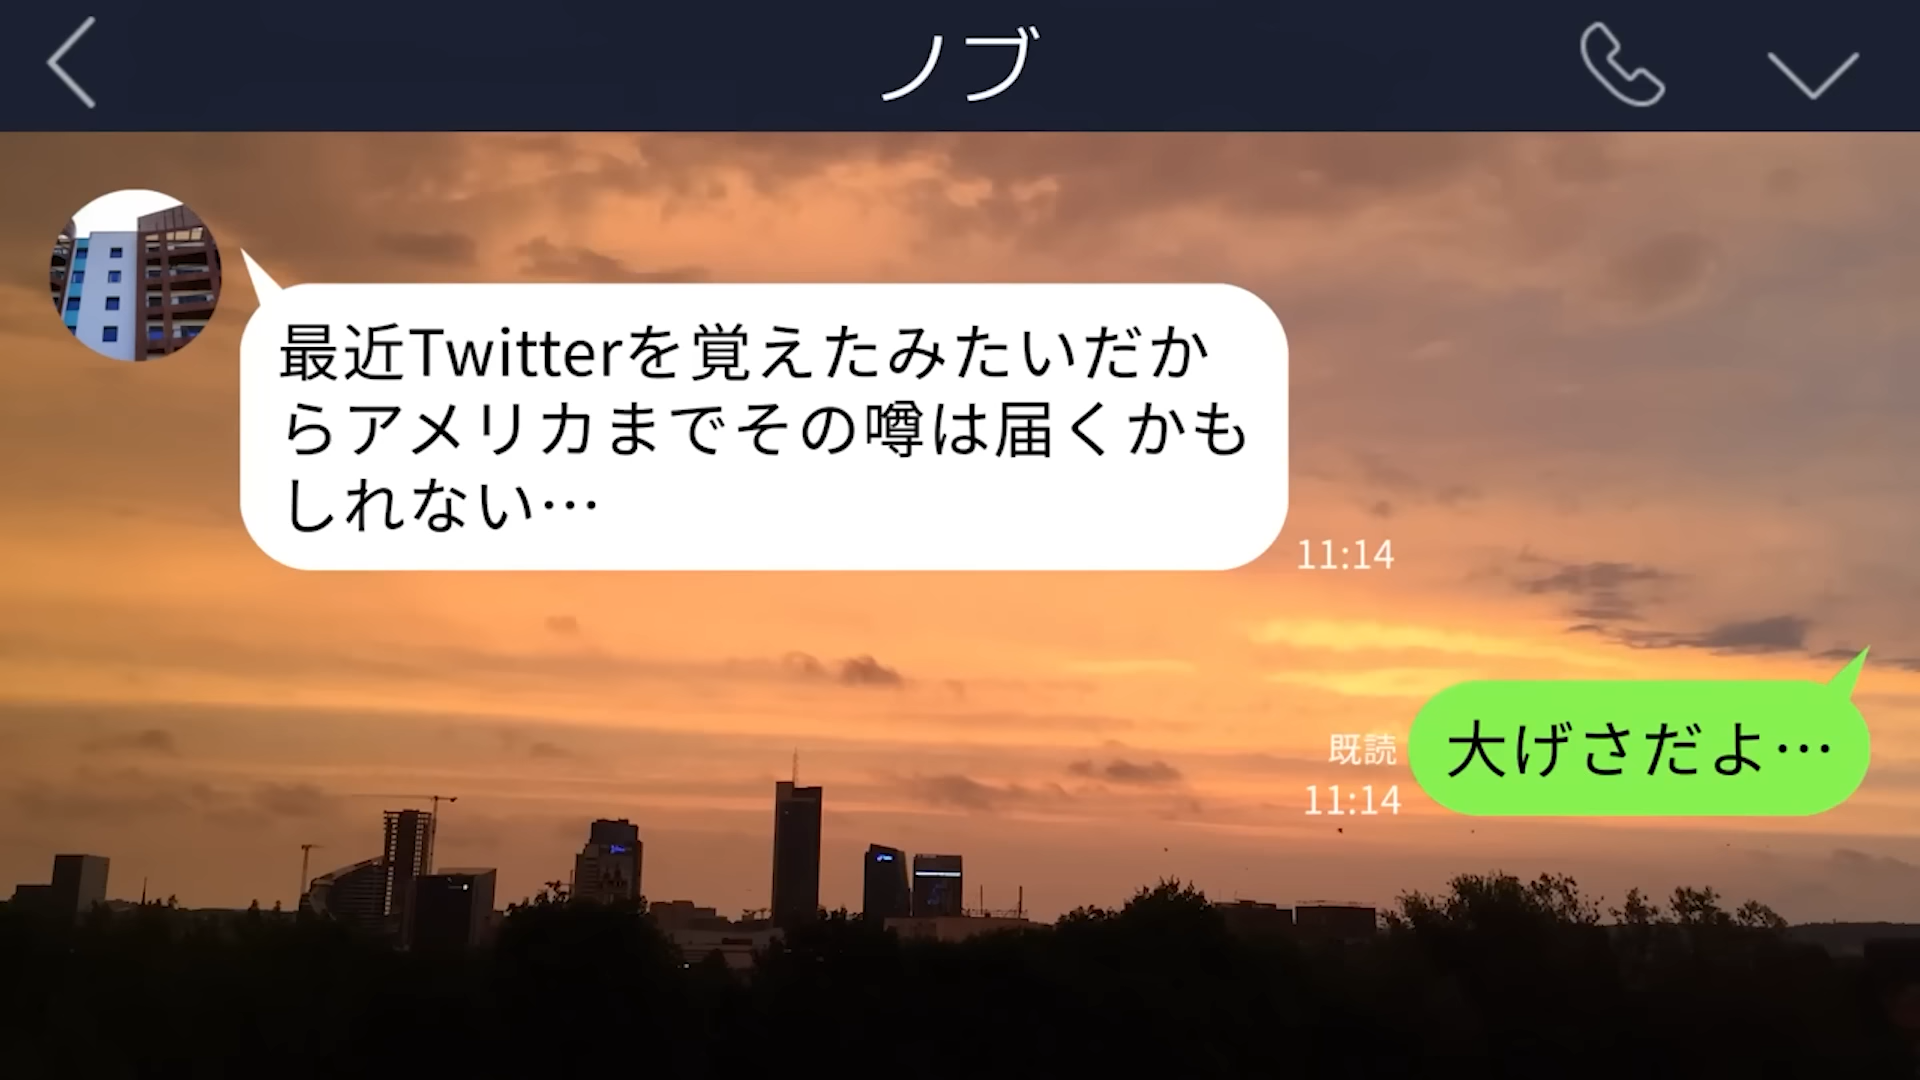 ノブ
最近Twitterを覚えたみたいだか
らアメリカまでその噂は届くかも
しれない…
11:14
大げさだよ…
既読
11:14